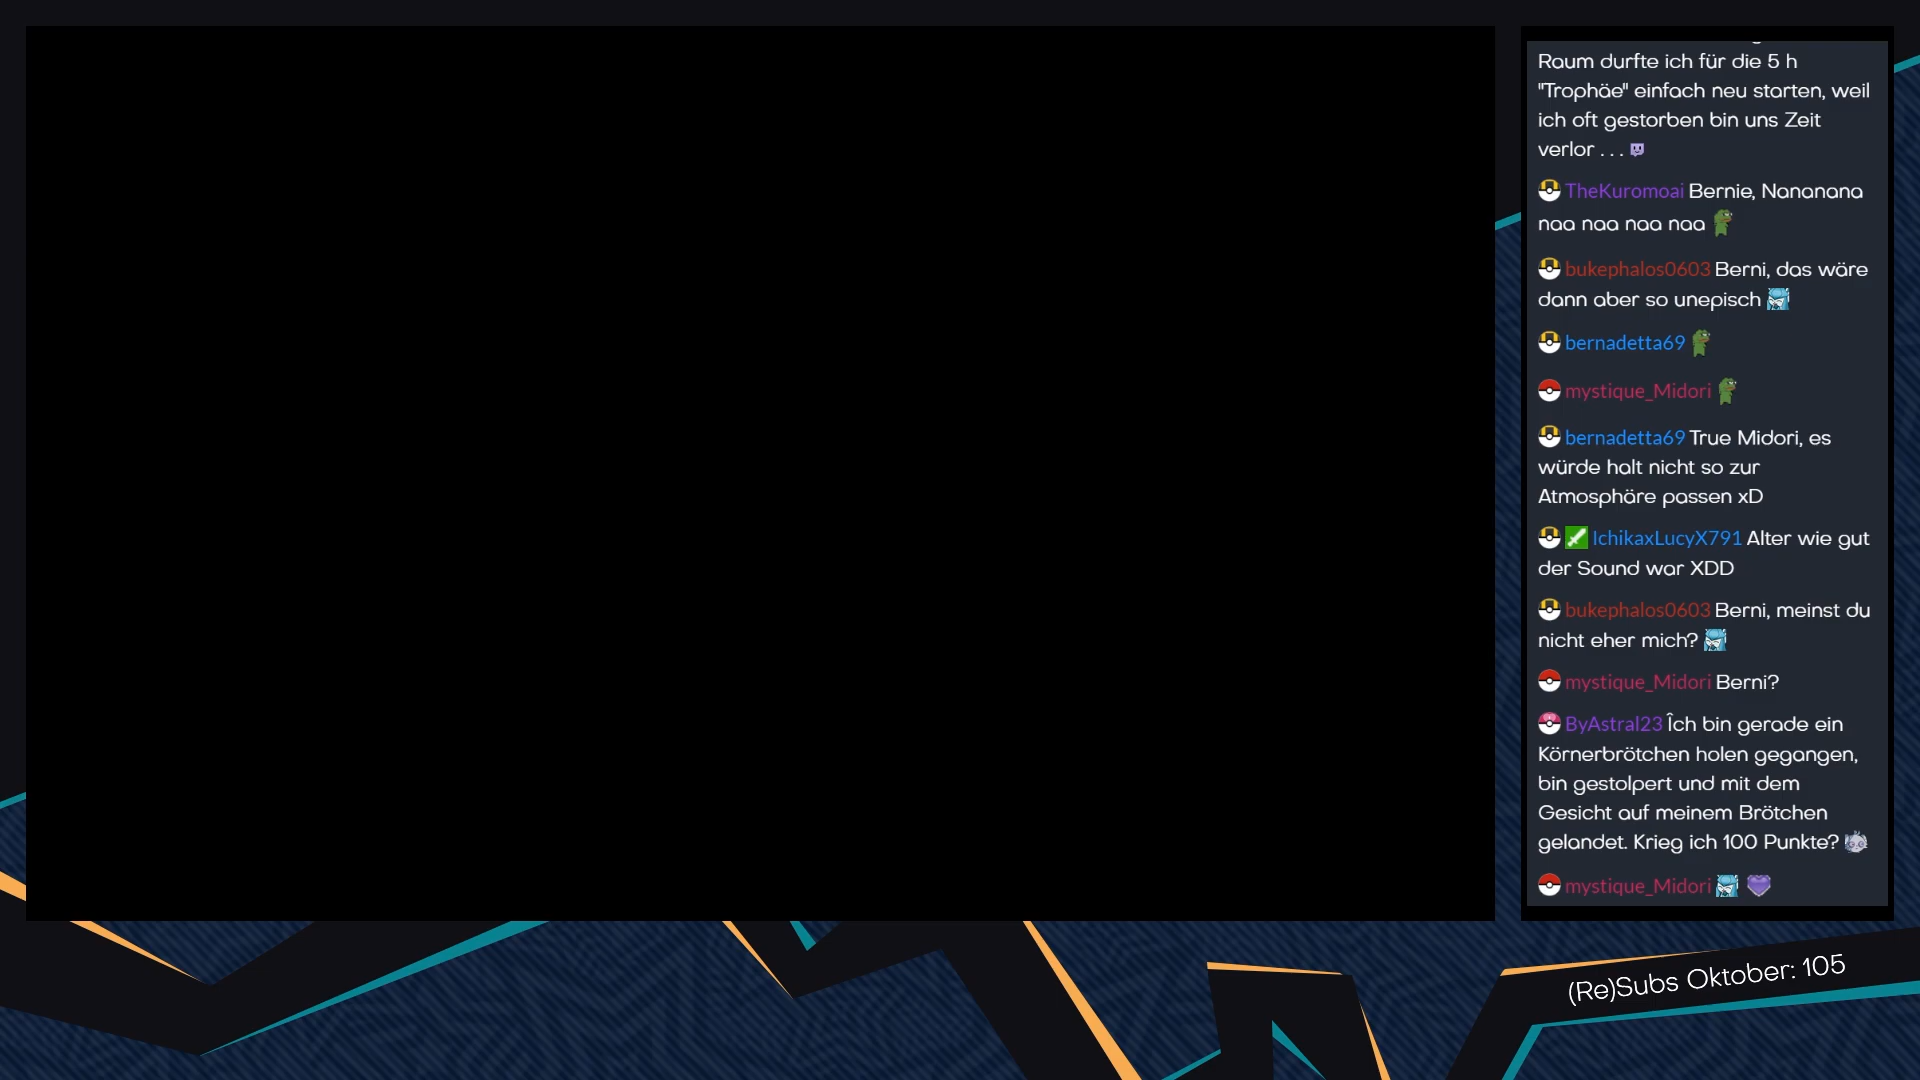 Raum durfte ich für die 5 h
"Trophäe" einfach neu starten, weil
ich oft gestorben bin uns Zeit
verlor . . .
TheKuromoai Bernie, Nananana
naa naa naa naa
bukephalos0603 Berni, das wäre
dann aber so unepisch
bernadetta69
mystique_Midori
bernadetta69 True Midori, es
würde halt nicht so zur
Atmosphäre passen xD
IchikaxLucyX791 Alter wie gut
der Sound war XDD
bukephalos0603 Berni, meinst du
nicht eher mich?
mystique_Midori Berni?
ByAstral23 Îch bin gerade ein
Körnerbrötchen holen gegangen,
bin gestolpert und mit dem
Gesicht auf meinem Brötchen
gelandet. Krieg ich 100 Punkte?
mystique_Midori
(Re)Subs Oktober: 105